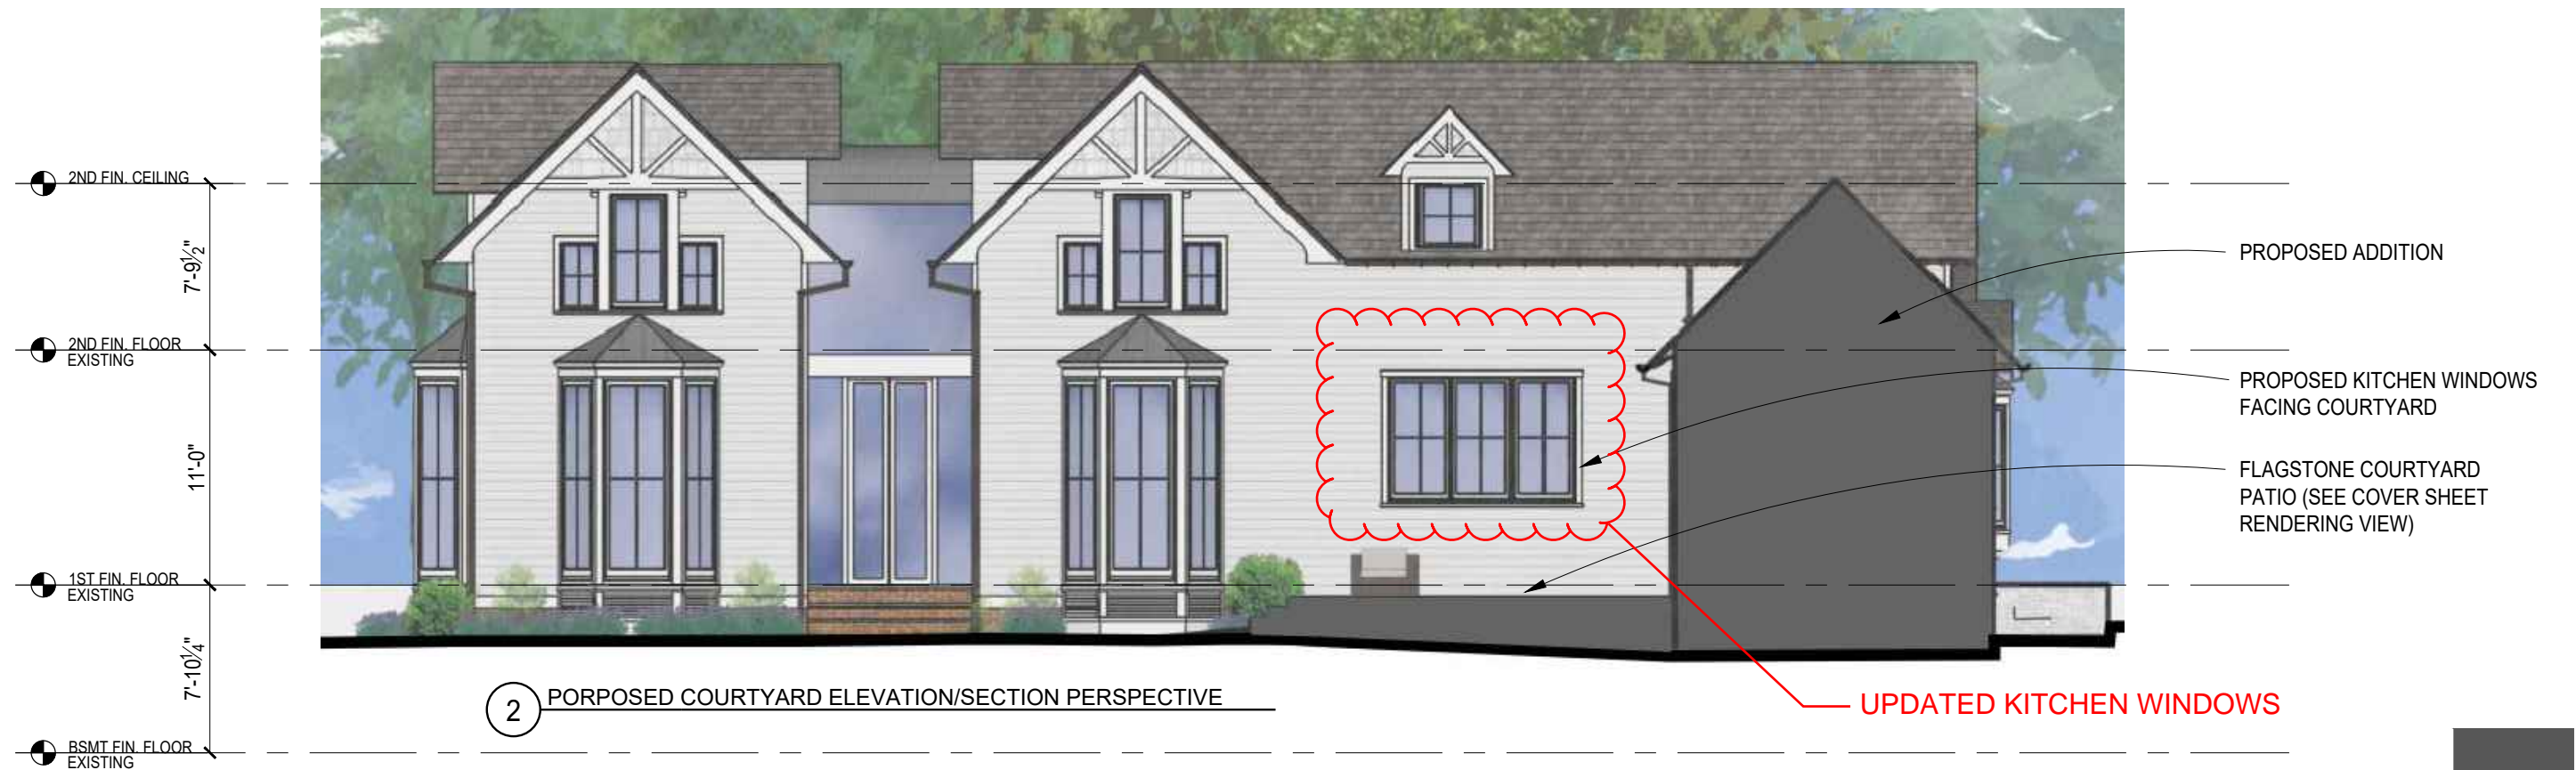 2ND FIN. CEILING
7'-9½"
2ND FIN. FLOOR
EXISTING
11'-0"
1ST FIN. FLOOR
EXISTING
7'-10¼"
BSMT FIN. FLOOR
EXISTING
PROPOSED ADDITION
PROPOSED KITCHEN WINDOWS
FACING COURTYARD
FLAGSTONE COURTYARD
PATIO (SEE COVER SHEET
RENDERING VIEW)
2 PORPOSED COURTYARD ELEVATION/SECTION PERSPECTIVE
UPDATED KITCHEN WINDOWS